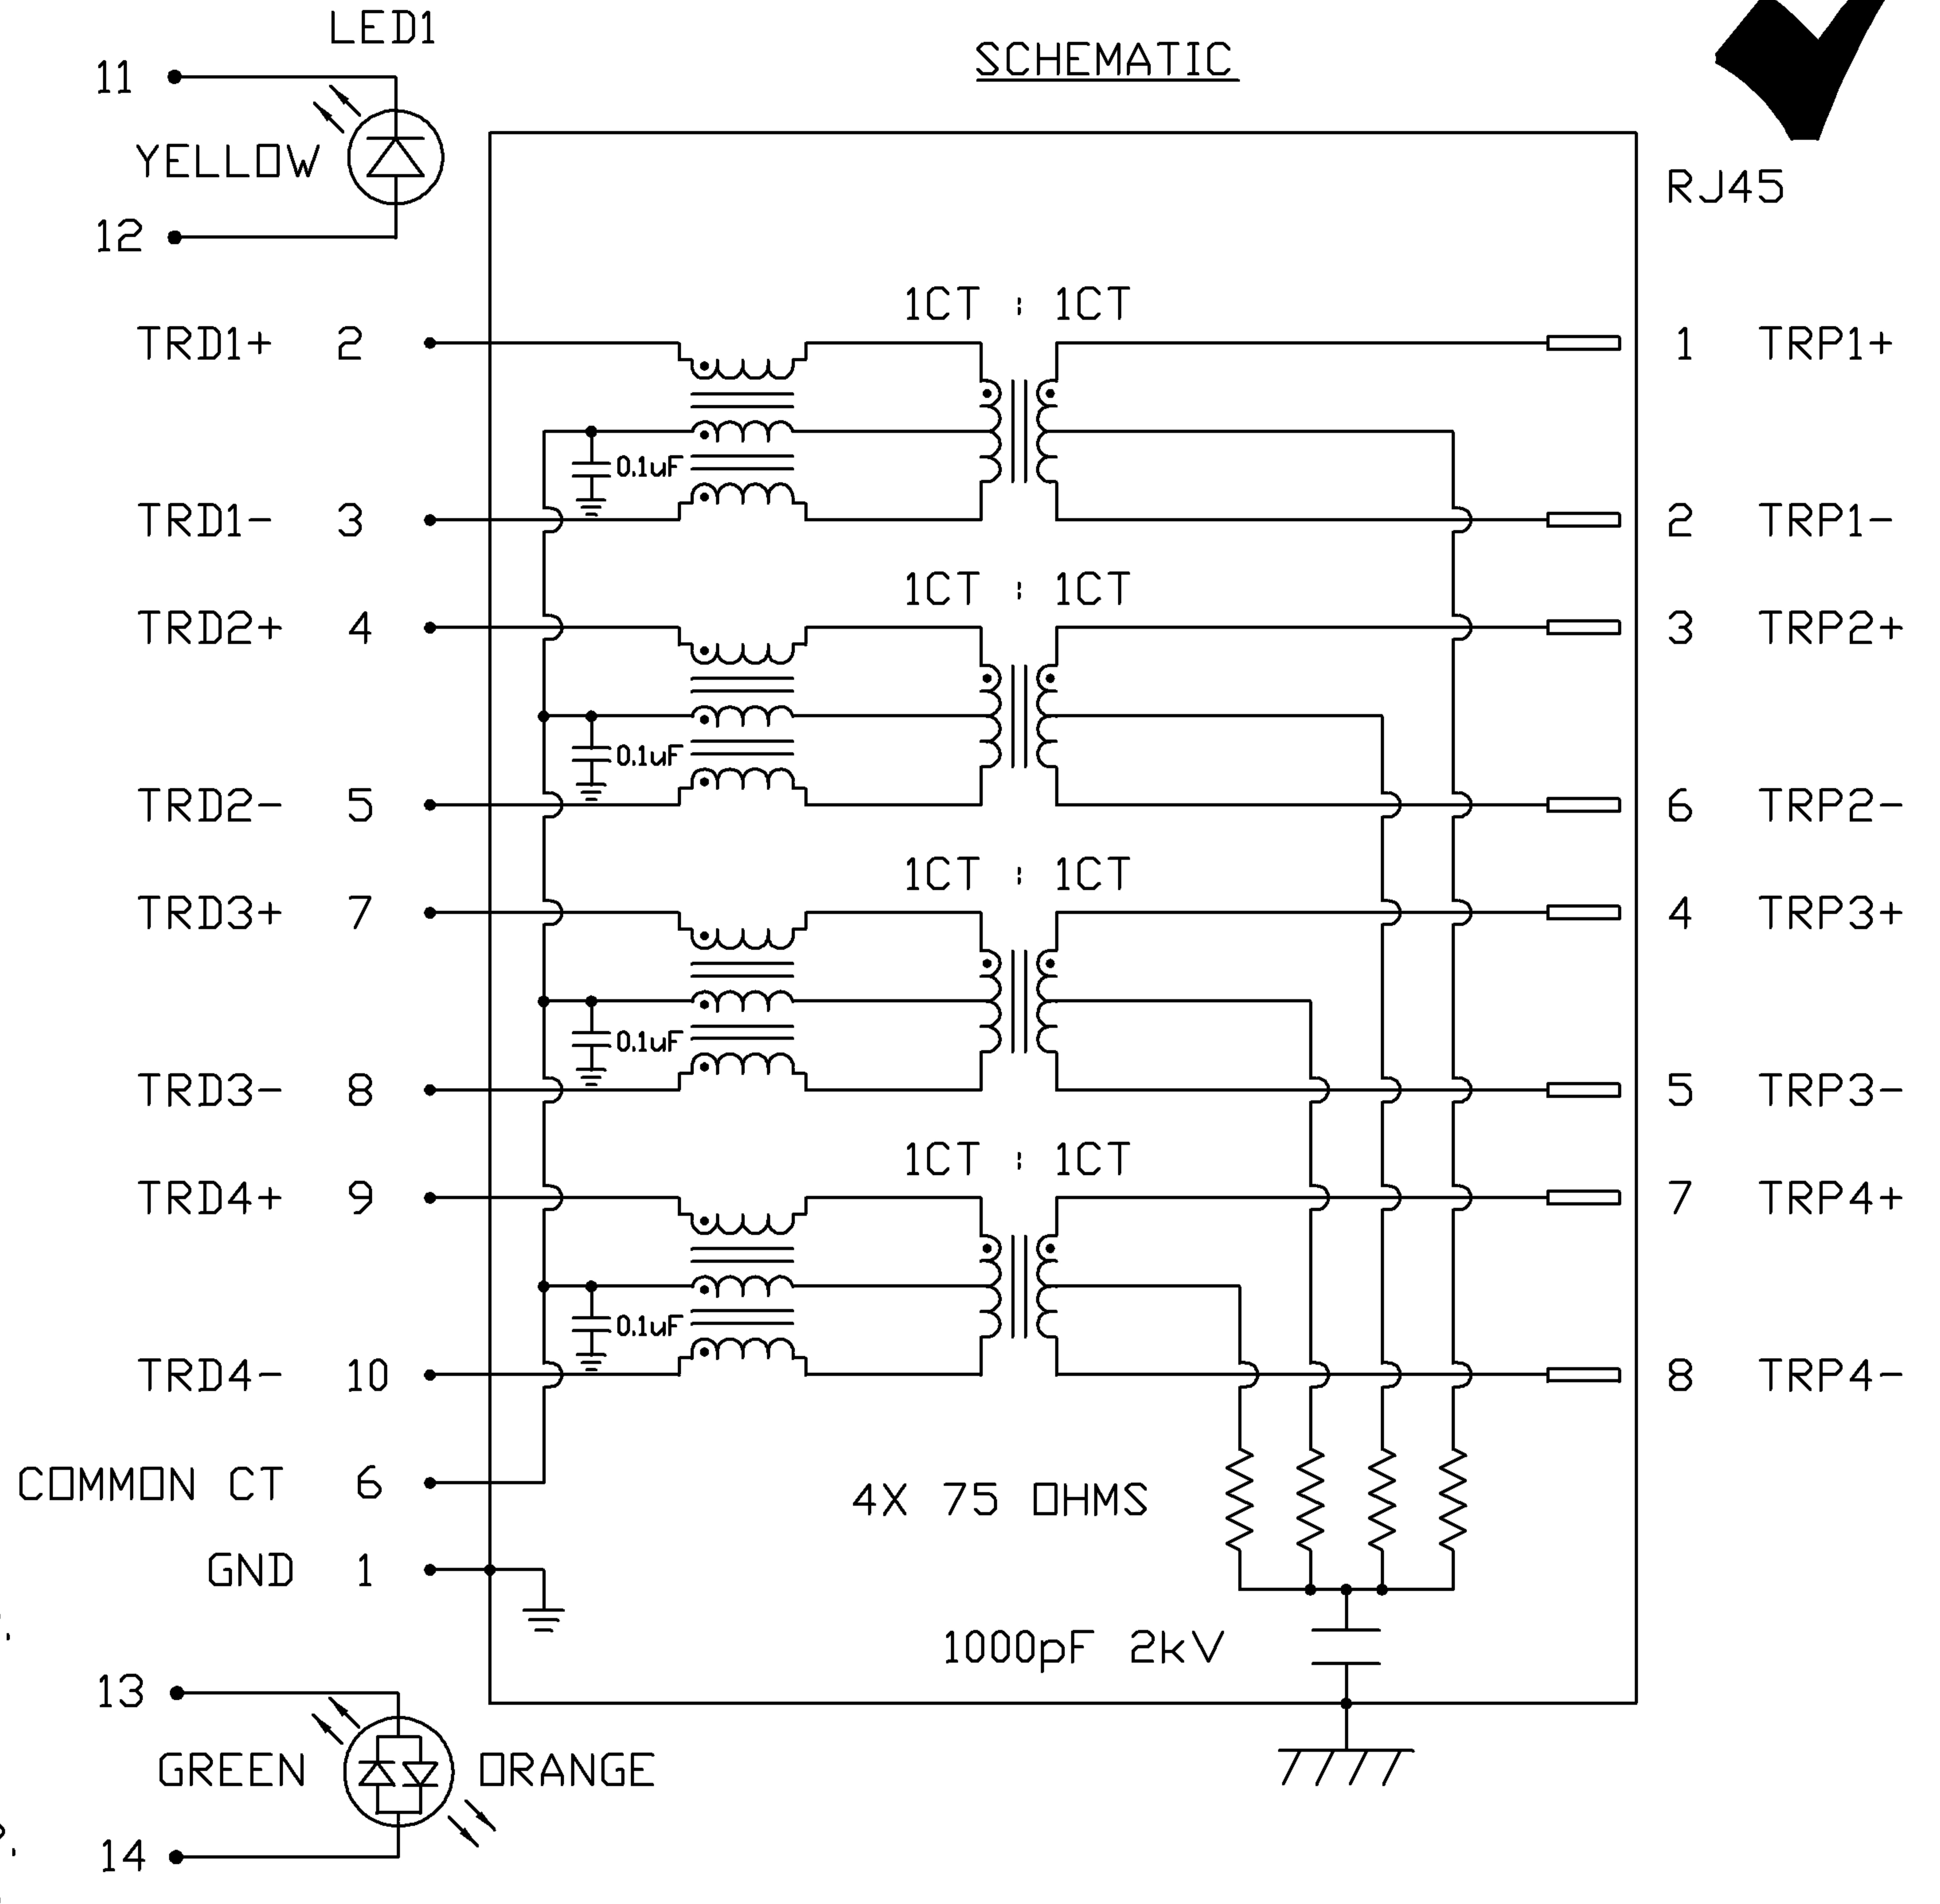 LED1
SCHEMATIC
11
YELLOW
RJ45
12
1CT : 1CT
TRD1+ 2
1 TRP1+
0.1uF
TRD1- 3
2 TRP1-
1CT : 1CT
TRD2+ 4
3 TRP2+
0.1uF
TRD2- 5
6 TRP2-
1CT : 1CT
TRD3+ 7
4 TRP3+
0.1uF
TRD3- 8
5 TRP3-
1CT : 1CT
TRD4+ 9
7 TRP4+
0.1uF
TRD4- 10
8 TRP4-
COMMON CT 6
4X 75 OHMS
GND 1
1000pF 2kV
13
GREEN
ORANGE
14